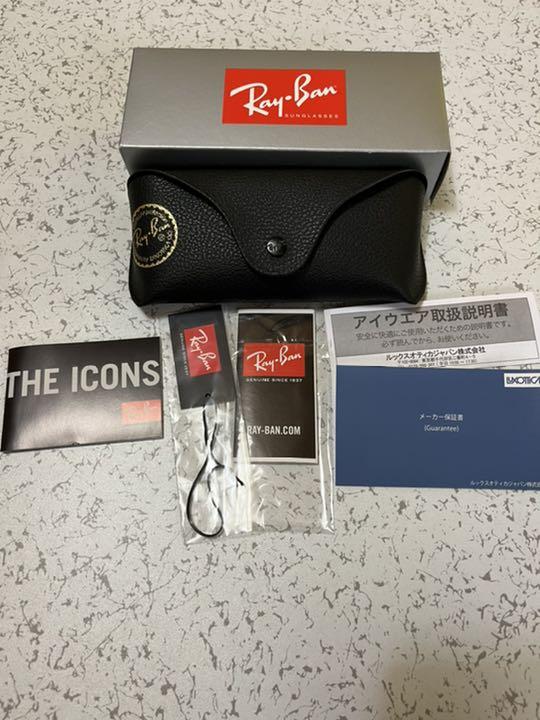 Ray-Ban
SUNGLASSES
Ray-Ban
THE ICONS
Ray-Ban
Ray-Ban
GENUINE SINCE 1937
RAY-BAN.COM
アイウエア取扱説明書
安全に快適にご使用いただくための説明書です。
必ず読んでから、お使いください。
ルックスオティカジャパン株式会社
LUXOTTICA
メーカー保証書
(Guarantee)
ルックスオティカジャパン株式